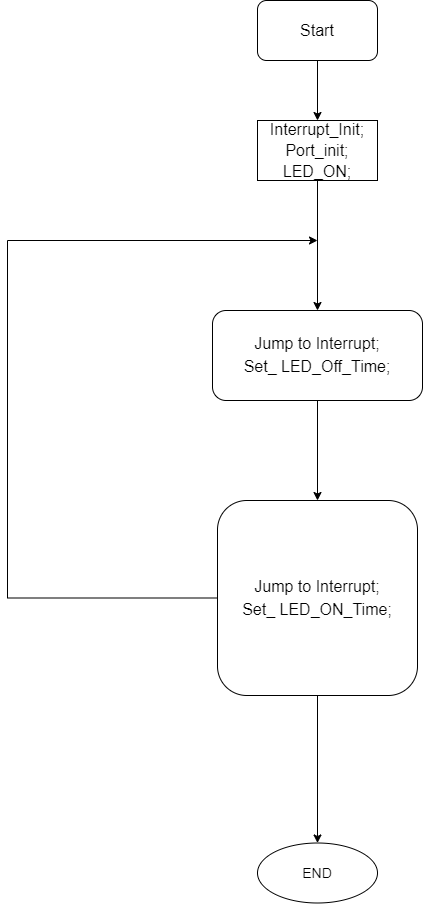 Start
Interrupt_Init;
Port_init;
LED_ON;
Jump to Interrupt;
Set_ LED_Off_Time;
Jump to Interrupt;
Set_ LED_ON_Time;
END